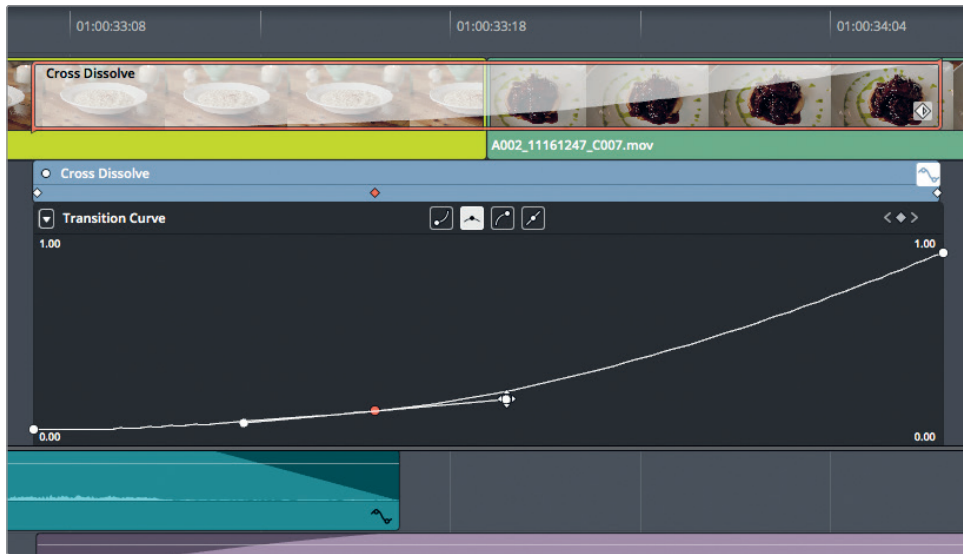 01:00:33:08
01:00:33:18
01:00:34:04
Cross Dissolve
A002_11161247_C007.mov
Cross Dissolve
Transition Curve
1.00
1.00
0.00
0.00